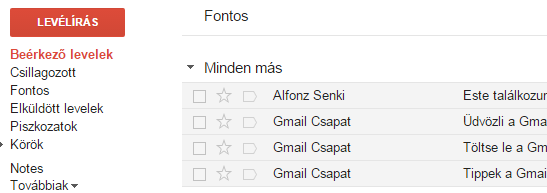 LEVÉLÍRÁS
Beérkező levelek
Csillagozott
Fontos
Elküldött levelek
Piszkozatok
Körök
Notes
Továbbiak
Fontos
Minden más
Alfonz Senki Este találkozun
Gmail Csapat Üdvözli a Gma
Gmail Csapat Töltse le a Gm
Gmail Csapat Tippek a Gmai